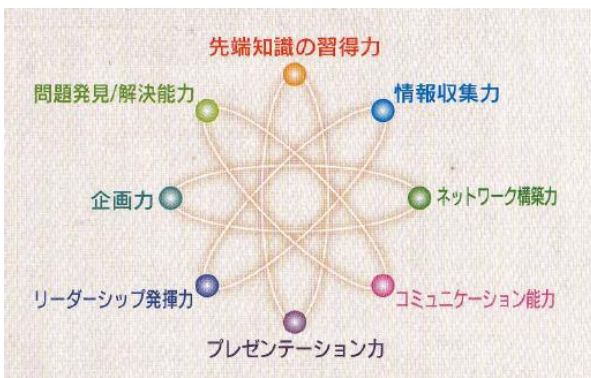 先端知識の習得力
問題発見/解決能力
情報収集力
企画力
ネットワーク構築力
リーダーシップ発揮力
コミュニケーション能力
プレゼンテーション力